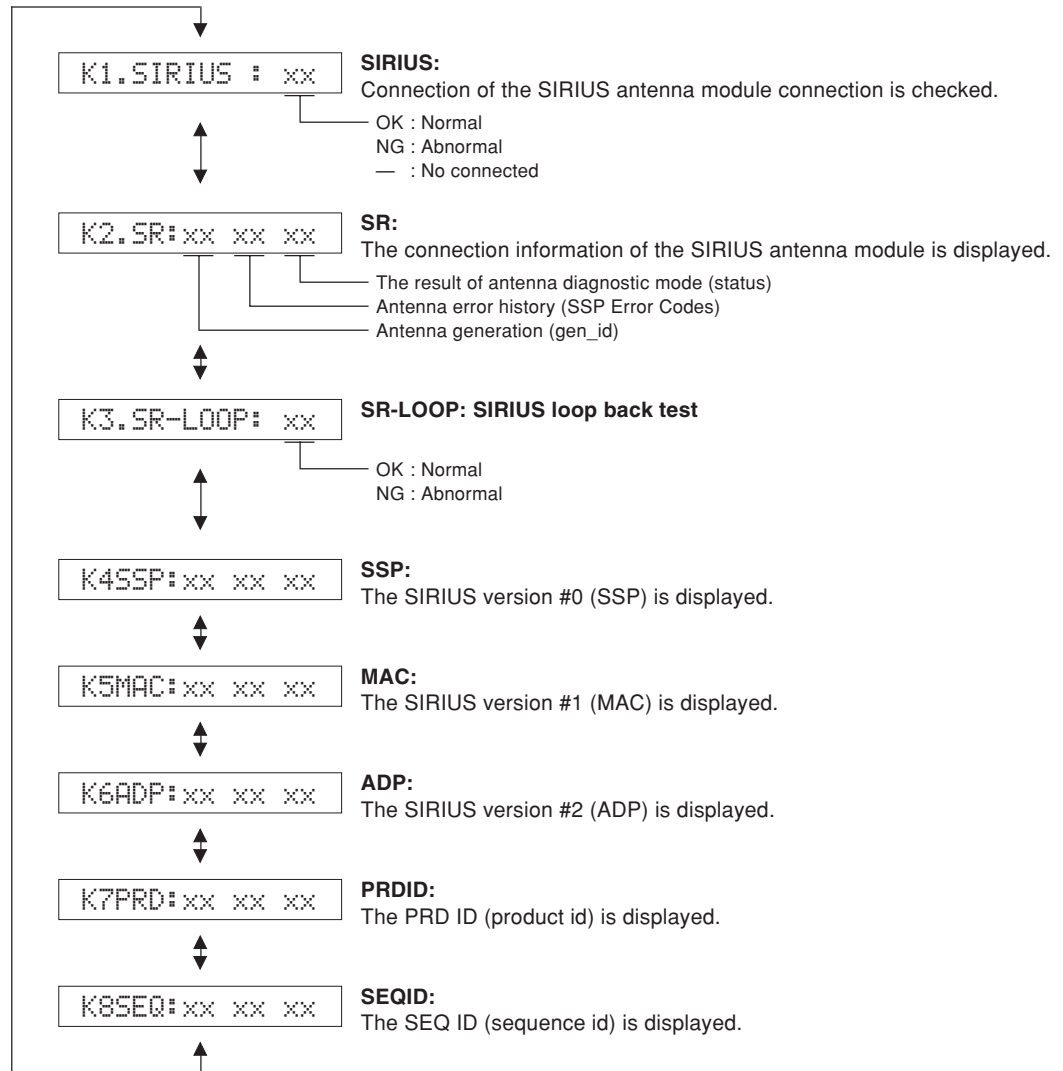 K1.SIRIUS : xx
SIRIUS:
Connection of the SIRIUS antenna module connection is checked.
OK : Normal
NG : Abnormal
— : No connected
K2.SR:xx xx xx
SR:
The connection information of the SIRIUS antenna module is displayed.
The result of antenna diagnostic mode (status)
Antenna error history (SSP Error Codes)
Antenna generation (gen_id)
K3.SR-LOOP: xx
SR-LOOP: SIRIUS loop back test
OK : Normal
NG : Abnormal
K4SSP:xx xx xx
SSP:
The SIRIUS version #0 (SSP) is displayed.
K5MAC:xx xx xx
MAC:
The SIRIUS version #1 (MAC) is displayed.
K6ADP:xx xx xx
ADP:
The SIRIUS version #2 (ADP) is displayed.
K7PRD:xx xx xx
PRDID:
The PRD ID (product id) is displayed.
K8SEQ:xx xx xx
SEQID:
The SEQ ID (sequence id) is displayed.